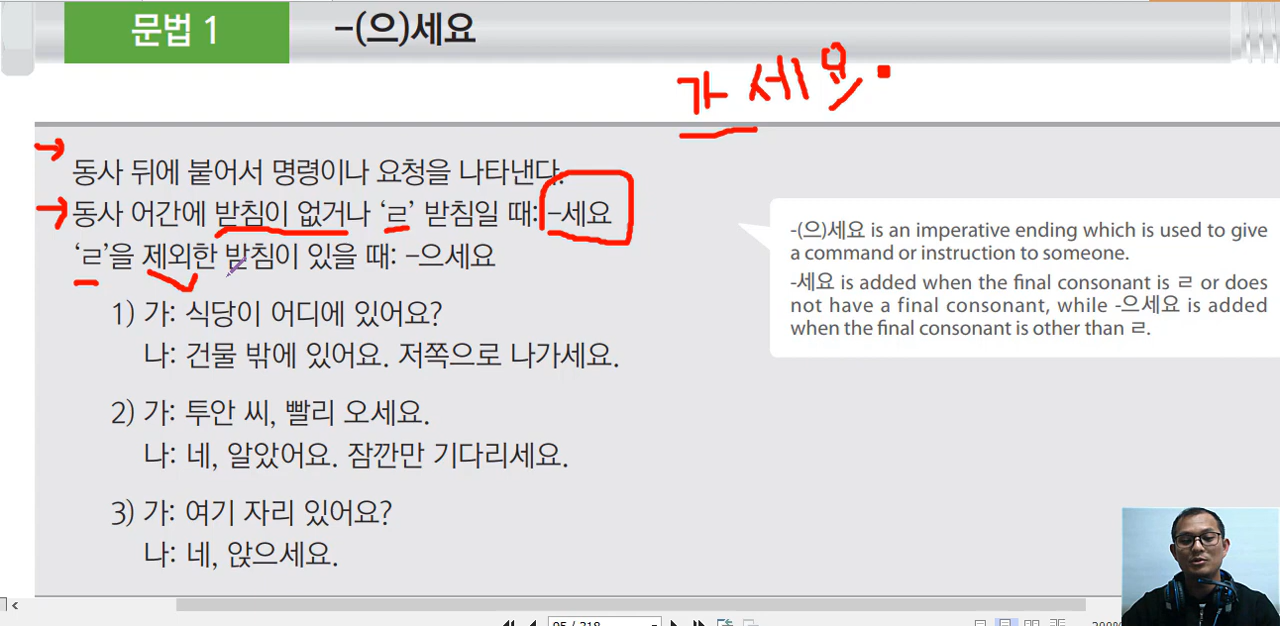 문법 1
-(으)세요
가세요.
동사 뒤에 붙어서 명령이나 요청을 나타낸다.
동사 어간에 받침이 없거나 ‘ㄹ’ 받침일 때: -세요
‘ㄹ’을 제외한 받침이 있을 때: -으세요
1) 가: 식당이 어디에 있어요?
나: 건물 밖에 있어요. 저쪽으로 나가세요.
2) 가: 투안 씨, 빨리 오세요.
나: 네, 알았어요. 잠깐만 기다리세요.
3) 가: 여기 자리 있어요?
나: 네, 앉으세요.
-(으)세요 is an imperative ending which is used to give
a command or instruction to someone.
-세요 is added when the final consonant is ㄹ or does
not have a final consonant, while -으세요 is added
when the final consonant is other than ㄹ.
95 / 218
200%